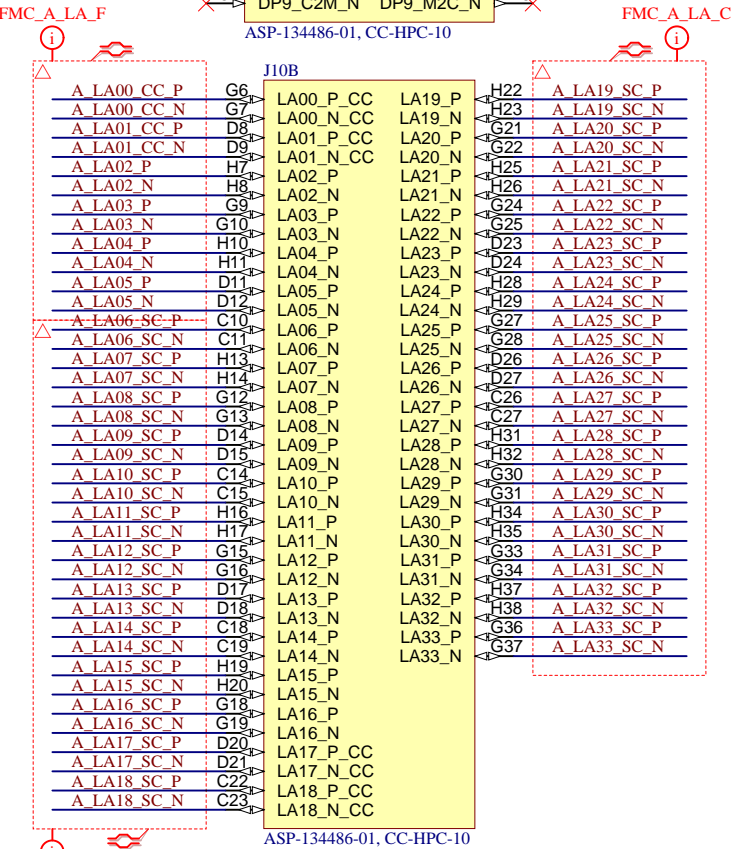 DP9_C2M_N DP9_M2C_N
FMC_A_LA_F FMC_A_LA_C
i i
ASP-134486-01, CC-HPC-10
J10B
A_LA00_CC_P G6 LA00_P_CC LA19_P H22 A_LA19_SC_P
A_LA00_CC_N G7 LA00_N_CC LA19_N H23 A_LA19_SC_N
A_LA01_CC_P D8 LA01_P_CC LA20_P G21 A_LA20_SC_P
A_LA01_CC_N D9 LA01_N_CC LA20_N G22 A_LA20_SC_N
A_LA02_P H7 LA02_P LA21_P H25 A_LA21_SC_P
A_LA02_N H8 LA02_N LA21_N H26 A_LA21_SC_N
A_LA03_P G9 LA03_P LA22_P G24 A_LA22_SC_P
A_LA03_N G10 LA03_N LA22_N G25 A_LA22_SC_N
A_LA04_P H10 LA04_P LA23_P D23 A_LA23_SC_P
A_LA04_N H11 LA04_N LA23_N D24 A_LA23_SC_N
A_LA05_P D11 LA05_P LA24_P H28 A_LA24_SC_P
A_LA05_N D12 LA05_N LA24_N H29 A_LA24_SC_N
A_LA06_SC_P C10 LA06_P LA25_P G27 A_LA25_SC_P
A_LA06_SC_N C11 LA06_N LA25_N G28 A_LA25_SC_N
A_LA07_SC_P H13 LA07_P LA26_P D26 A_LA26_SC_P
A_LA07_SC_N H14 LA07_N LA26_N D27 A_LA26_SC_N
A_LA08_SC_P G12 LA08_P LA27_P C26 A_LA27_SC_P
A_LA08_SC_N G13 LA08_N LA27_N C27 A_LA27_SC_N
A_LA09_SC_P D14 LA09_P LA28_P H31 A_LA28_SC_P
A_LA09_SC_N D15 LA09_N LA28_N H32 A_LA28_SC_N
A_LA10_SC_P C14 LA10_P LA29_P G30 A_LA29_SC_P
A_LA10_SC_N C15 LA10_N LA29_N G31 A_LA29_SC_N
A_LA11_SC_P H16 LA11_P LA30_P H34 A_LA30_SC_P
A_LA11_SC_N H17 LA11_N LA30_N H35 A_LA30_SC_N
A_LA12_SC_P G15 LA12_P LA31_P G33 A_LA31_SC_P
A_LA12_SC_N G16 LA12_N LA31_N G34 A_LA31_SC_N
A_LA13_SC_P D17 LA13_P LA32_P H37 A_LA32_SC_P
A_LA13_SC_N D18 LA13_N LA32_N H38 A_LA32_SC_N
A_LA14_SC_P C18 LA14_P LA33_P G36 A_LA33_SC_P
A_LA14_SC_N C19 LA14_N LA33_N G37 A_LA33_SC_N
A_LA15_SC_P H19 LA15_P
A_LA15_SC_N H20 LA15_N
A_LA16_SC_P G18 LA16_P
A_LA16_SC_N G19 LA16_N
A_LA17_SC_P D20 LA17_P_CC
A_LA17_SC_N D21 LA17_N_CC
A_LA18_SC_P C22 LA18_P_CC
A_LA18_SC_N C23 LA18_N_CC
ASP-134486-01, CC-HPC-10
i